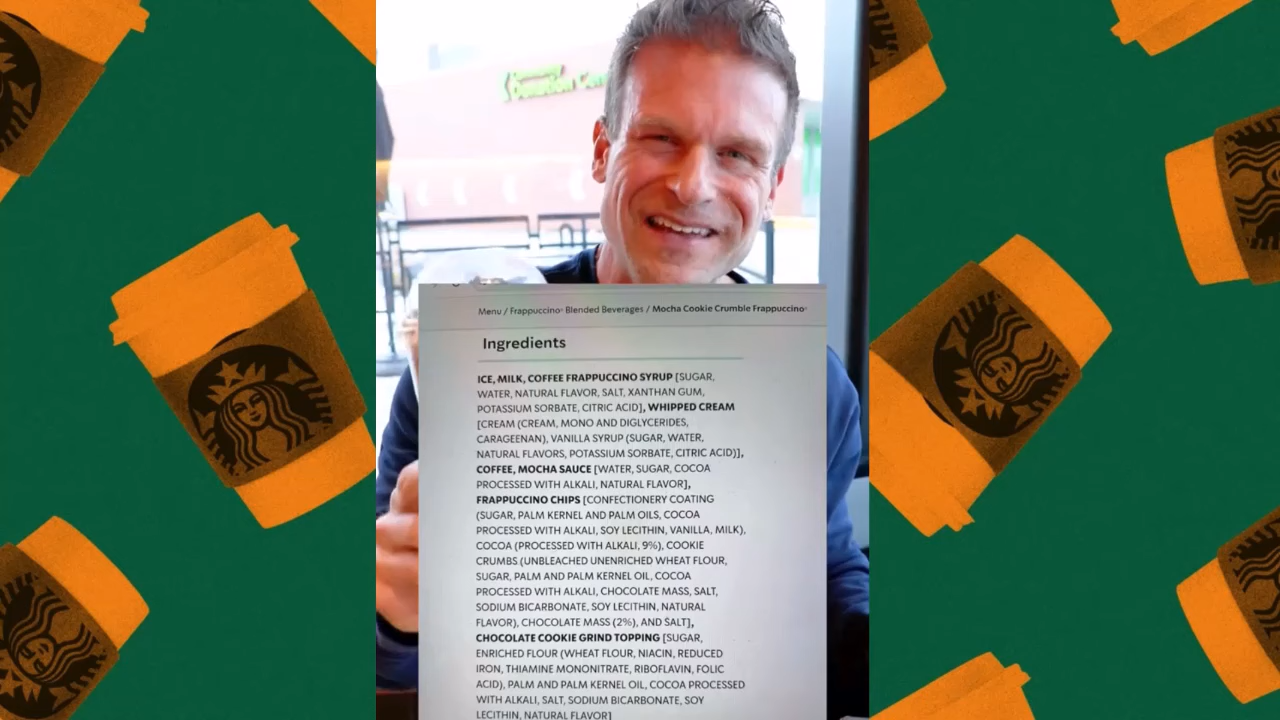 Donation Cen
Menu / Frappuccino® Blended Beverages / Mocha Cookie Crumble Frappuccino®
Ingredients
ICE, MILK, COFFEE FRAPPUCCINO SYRUP [SUGAR,
WATER, NATURAL FLAVOR, SALT, XANTHAN GUM,
POTASSIUM SORBATE, CITRIC ACID], WHIPPED CREAM
[CREAM (CREAM, MONO AND DIGLYCERIDES,
CARAGEENAN), VANILLA SYRUP (SUGAR, WATER,
NATURAL FLAVORS, POTASSIUM SORBATE, CITRIC ACID)],
COFFEE, MOCHA SAUCE [WATER, SUGAR, COCOA
PROCESSED WITH ALKALI, NATURAL FLAVOR],
FRAPPUCCINO CHIPS [CONFECTIONERY COATING
(SUGAR, PALM KERNEL AND PALM OILS, COCOA
PROCESSED WITH ALKALI, SOY LECITHIN, VANILLA, MILK),
COCOA (PROCESSED WITH ALKALI, 9%), COOKIE
CRUMBS (UNBLEACHED UNENRICHED WHEAT FLOUR,
SUGAR, PALM AND PALM KERNEL OIL, COCOA
PROCESSED WITH ALKALI, CHOCOLATE MASS, SALT,
SODIUM BICARBONATE, SOY LECITHIN, NATURAL
FLAVOR), CHOCOLATE MASS (2%), AND SALT],
CHOCOLATE COOKIE GRIND TOPPING [SUGAR,
ENRICHED FLOUR (WHEAT FLOUR, NIACIN, REDUCED
IRON, THIAMINE MONONITRATE, RIBOFLAVIN, FOLIC
ACID), PALM AND PALM KERNEL OIL, COCOA PROCESSED
WITH ALKALI, SALT, SODIUM BICARBONATE, SOY
LECITHIN, NATURAL FLAVOR]